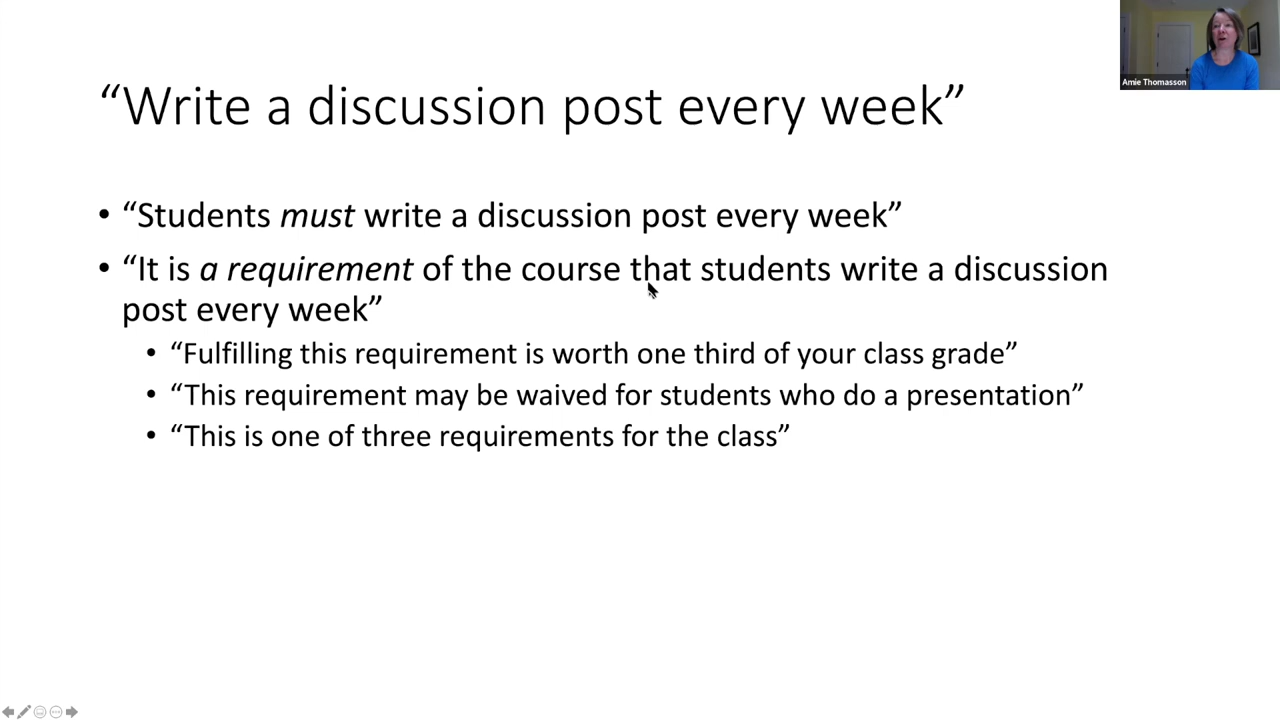 Amie Thomasson
“Write a discussion post every week”
• “Students must write a discussion post every week”
• “It is a requirement of the course that students write a discussion
post every week”
• “Fulfilling this requirement is worth one third of your class grade”
• “This requirement may be waived for students who do a presentation”
• “This is one of three requirements for the class”